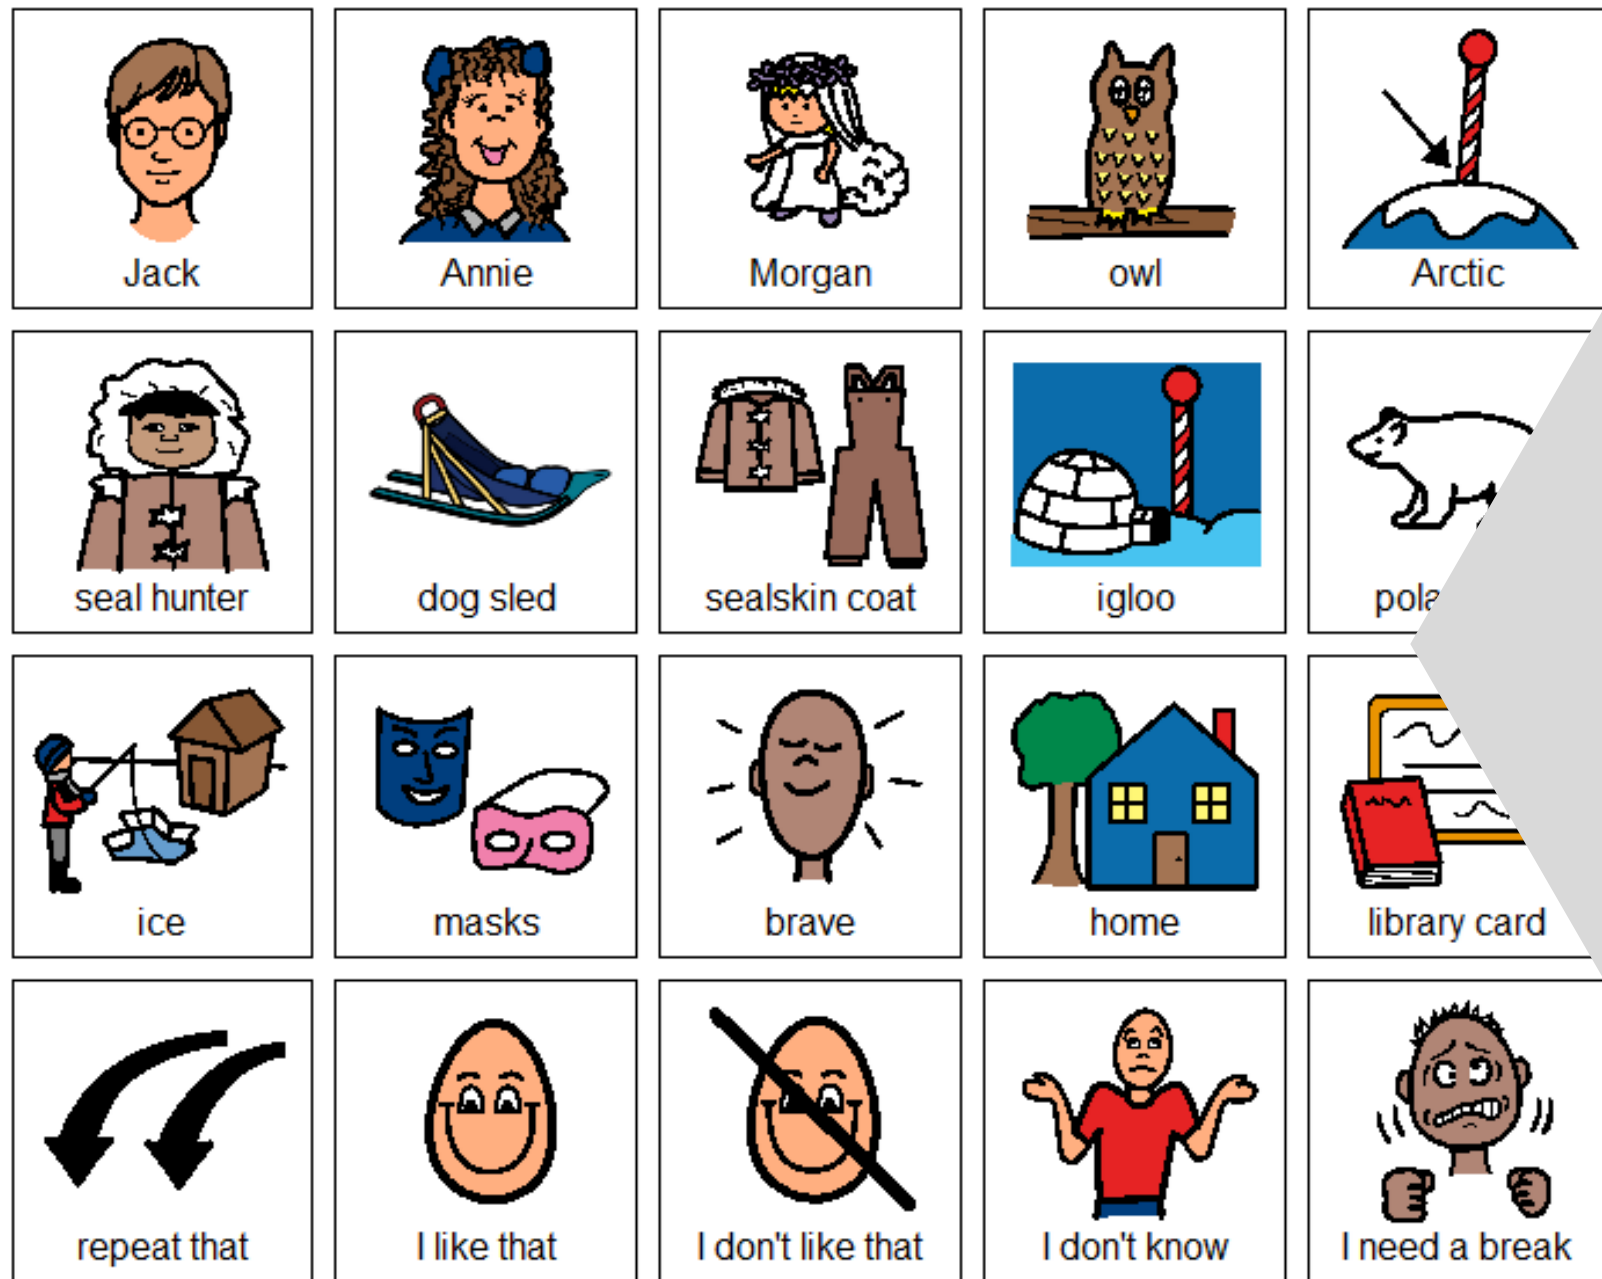 Jack
Annie
Morgan
owl
Arctic
seal hunter
dog sled
sealskin coat
igloo
ice
masks
brave
home
library card
repeat that
I like that
I don't like that
I don't know
I need a break